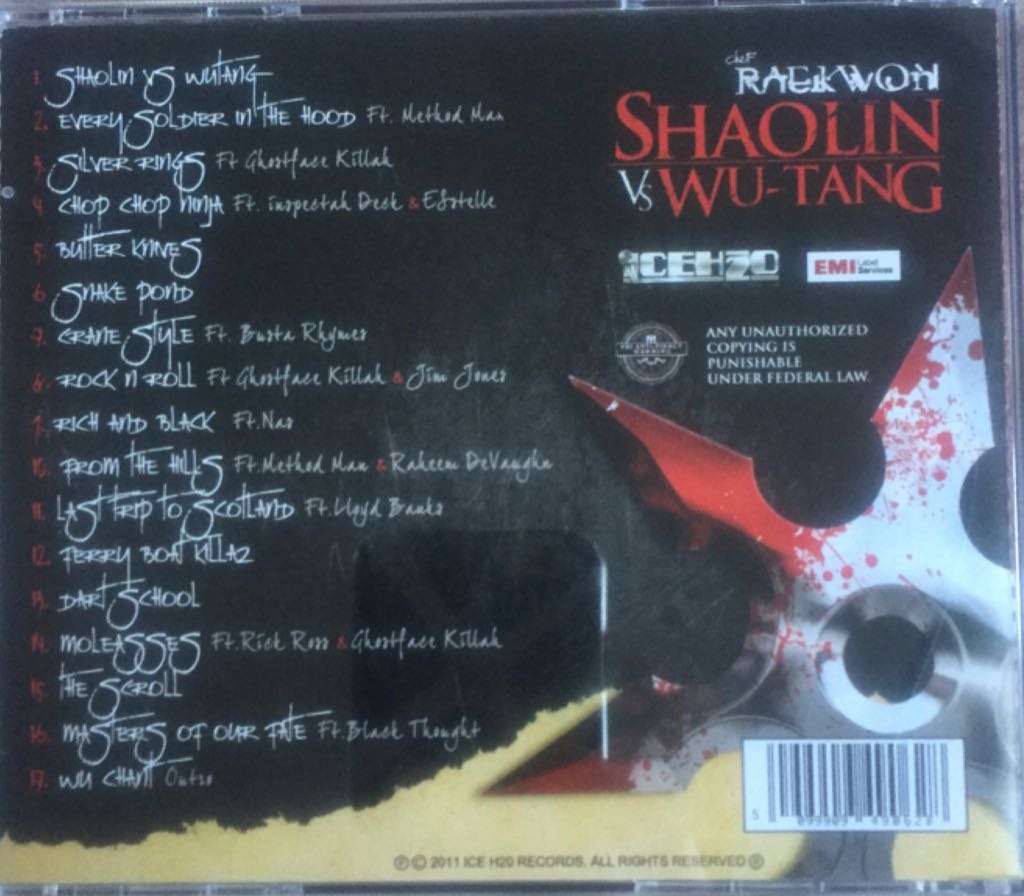 1. SHAOLIN VS WUTANG
2. EVERY SOLDIER IN THE HOOD Ft. Method Man
3. SILVER RINGS Ft Ghostface Killah
4. CHOP CHOP NINJA Ft. inspectah Deck & EStelle
5. BUTTER KNIVES
6. SNAKE POND
7. CRANE STYLE Ft. Busta Rhymes
8. ROCK N ROLL Ft Ghostface Killah & Jim Jones
9. RICH AND BLACK Ft.Nas
10. FROM THE HILLS Ft.Method Man & Raheem DeVaughn
11. LAST TRIP TO SCOTLAND Ft.Lloyd Banks
12. FERRY BOAT KILLAZ
13. DART SCHOOL
14. MOLEASSES Ft.Rick Ross & Ghostface Killah
15. THE SCROLL
16. MASTERS OF OUR FATE Ft.Black Thought
17. WU CHANT Outro
chef
RAEKWON
SHAOLIN
VS WU-TANG
ICEH2O
EMI Label Services
ANY UNAUTHORIZED
COPYING IS
PUNISHABLE
UNDER FEDERAL LAW.
5
℗ © 2011 ICE H20 RECORDS. ALL RIGHTS RESERVED ℗